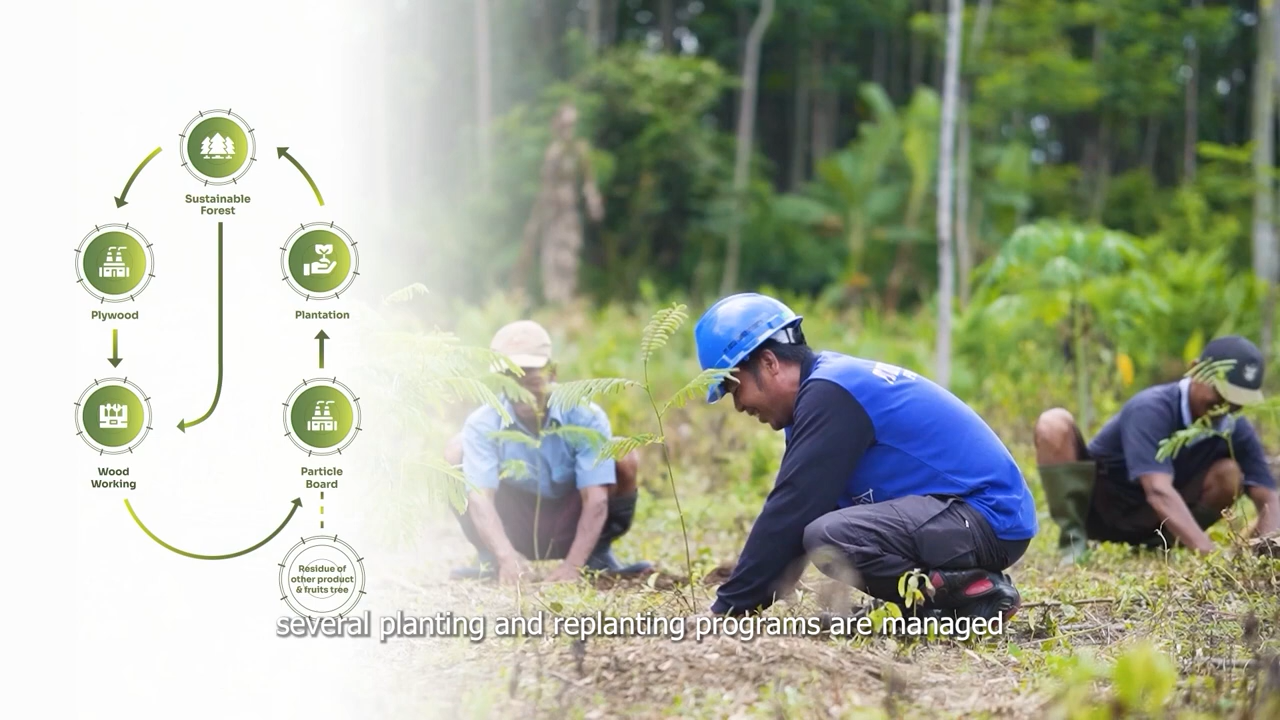 Sustainable
Forest
Plywood
Plantation
Wood
Working
Particle
Board
Residue of
other product
& fruits tree
several planting and replanting programs are managed